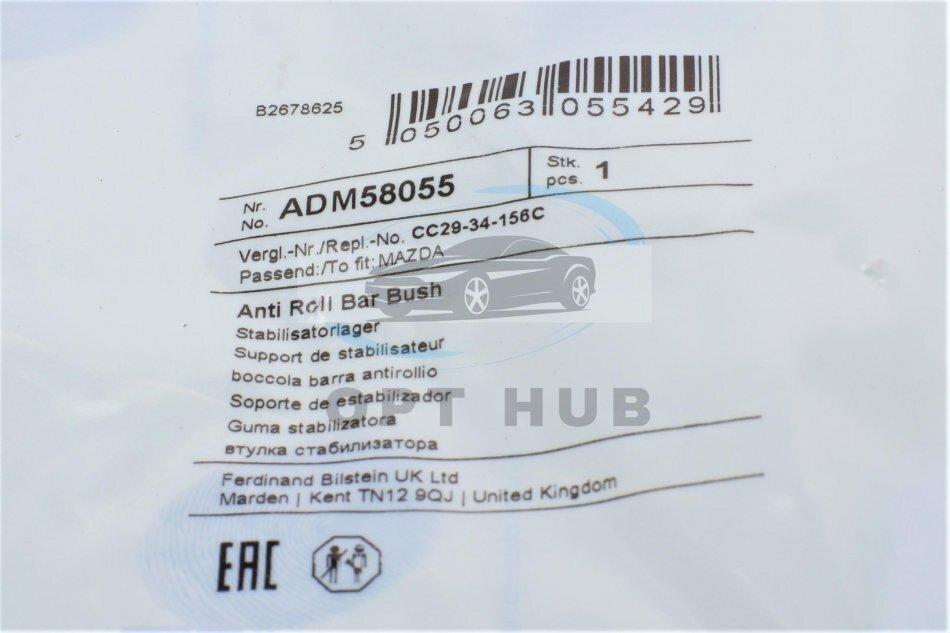 B2678625
5 050063 055429
Nr. No. ADM58055
Stk. pcs. 1
Vergl.-Nr./Repl.-No. CC29-34-156C
Passend:/To fit: MAZDA
Anti Roll Bar Bush
Stabilisatorlager
Support de stabilisateur
boccola barra antirollio
Soporte de estabilizador
Guma stabilizatora
втулка стабилизатора
OPT HUB
Ferdinand Bilstein UK Ltd
Marden | Kent TN12 9QJ | United Kingdom
EAC